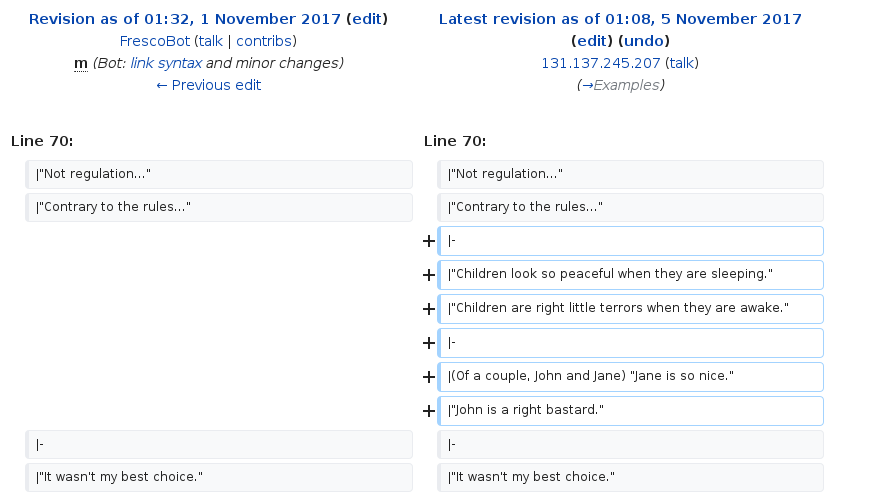 Revision as of 01:32, 1 November 2017 (edit)
FrescoBot (talk | contribs)
m (Bot: link syntax and minor changes)
← Previous edit
Latest revision as of 01:08, 5 November 2017
(edit) (undo)
131.137.245.207 (talk)
(→Examples)
Line 70:
Line 70:
|"Not regulation..."
|"Not regulation..."
|"Contrary to the rules..."
|"Contrary to the rules..."
+ |-
+ |"Children look so peaceful when they are sleeping."
+ |"Children are right little terrors when they are awake."
+ |-
+ |(Of a couple, John and Jane) "Jane is so nice."
+ |"John is a right bastard."
|-
|-
|"It wasn't my best choice."
|"It wasn't my best choice."